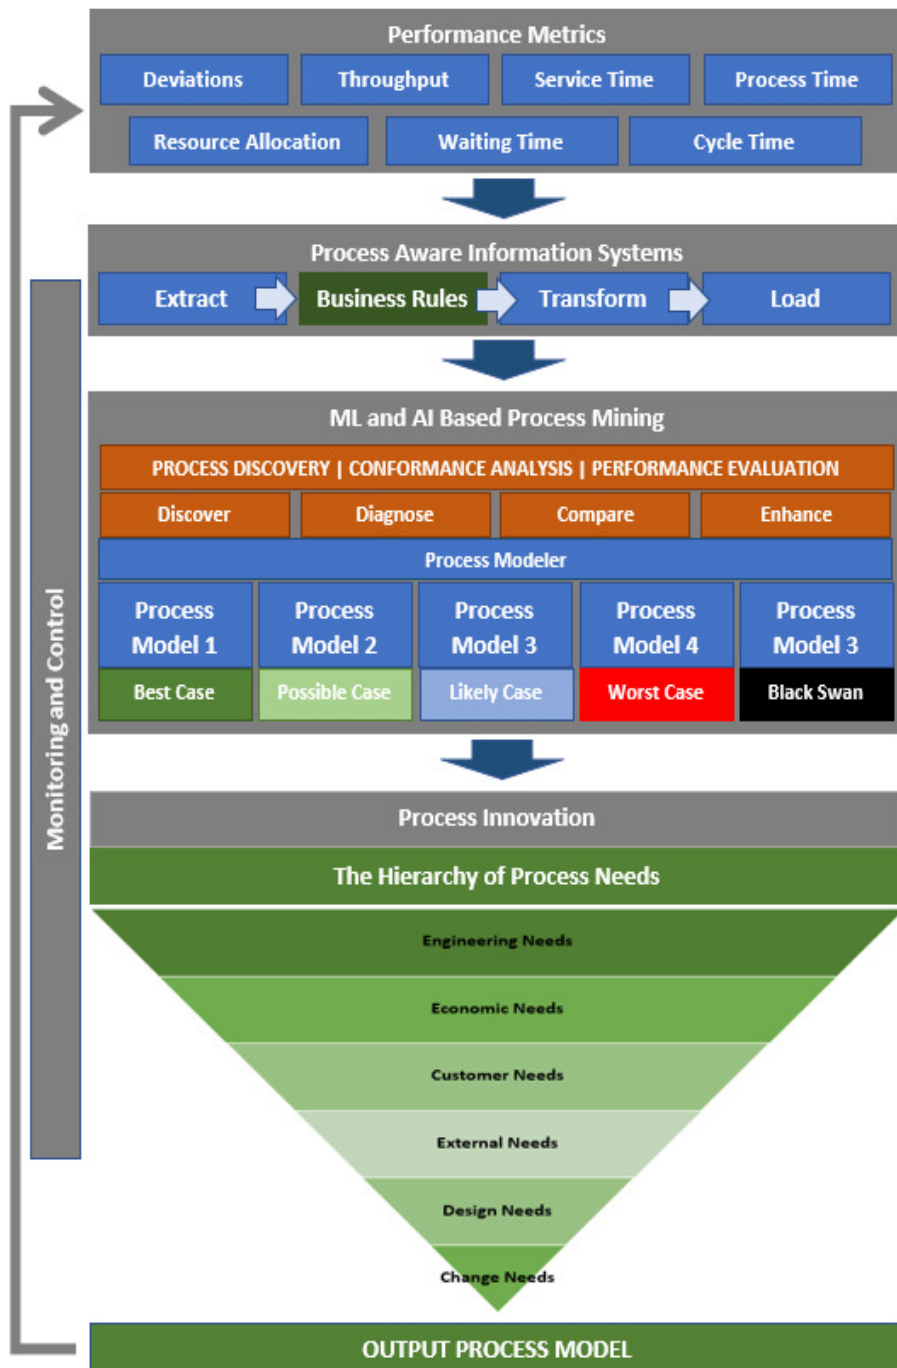 Performance Metrics
Deviations
Throughput
Service Time
Process Time
Resource Allocation
Waiting Time
Cycle Time
Process Aware Information Systems
Extract
Business Rules
Transform
Load
ML and AI Based Process Mining
PROCESS DISCOVERY | CONFORMANCE ANALYSIS | PERFORMANCE EVALUATION
Discover
Diagnose
Compare
Enhance
Process Modeler
Process
Model 1
Process
Model 2
Process
Model 3
Process
Model 4
Process
Model 3
Best Case
Possible Case
Likely Case
Worst Case
Black Swan
Monitoring and Control
Process Innovation
The Hierarchy of Process Needs
Engineering Needs
Economic Needs
Customer Needs
External Needs
Design Needs
Change Needs
OUTPUT PROCESS MODEL